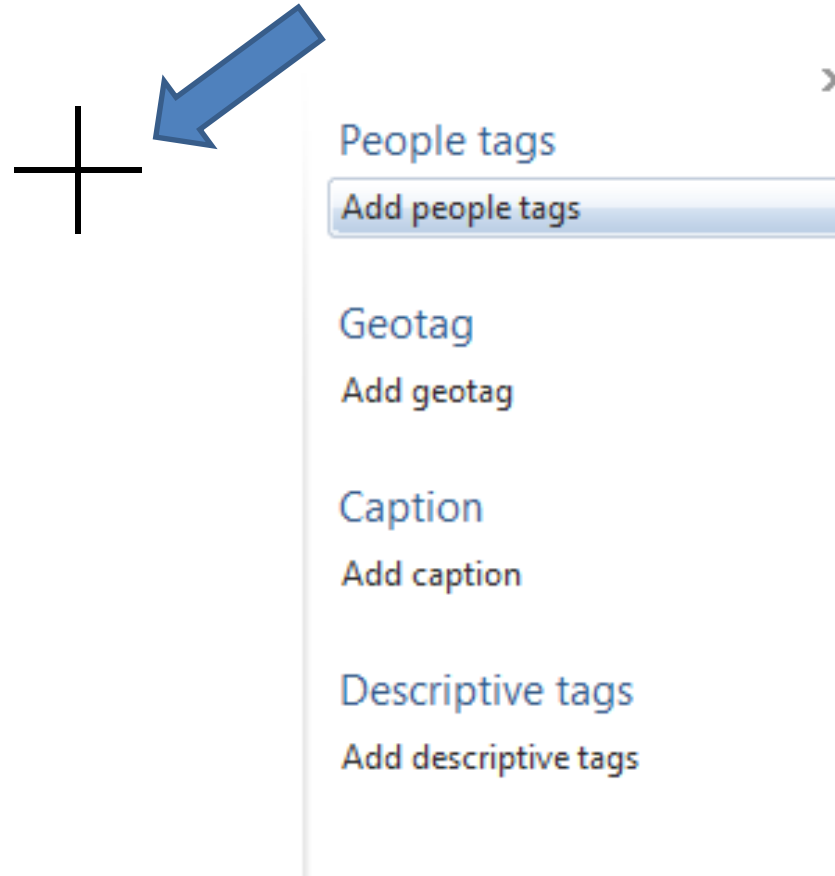 People tags
Add people tags
Geotag
Add geotag
Caption
Add caption
Descriptive tags
Add descriptive tags